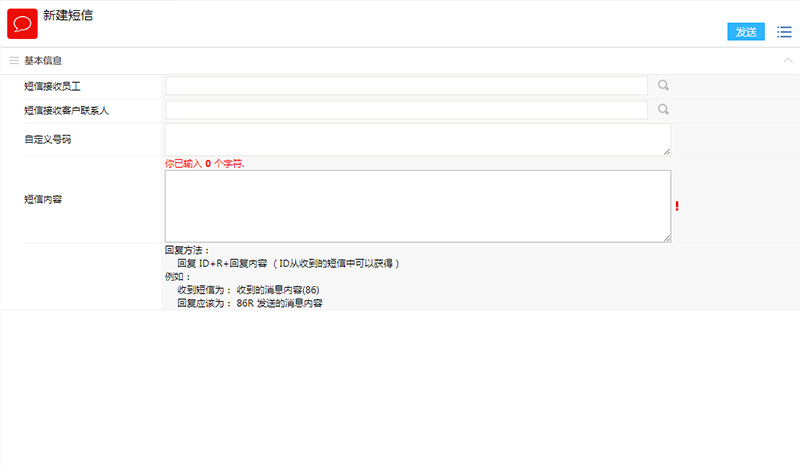 新建短信
发送
基本信息
短信接收员工
短信接收客户联系人
自定义号码
你已输入 0 个字符.
短信内容
!
回复方法：
回复 ID+R+回复内容 （ID从收到的短信中可以获得）
例如：
收到短信为： 收到的消息内容(86)
回复应该为： 86R 发送的消息内容